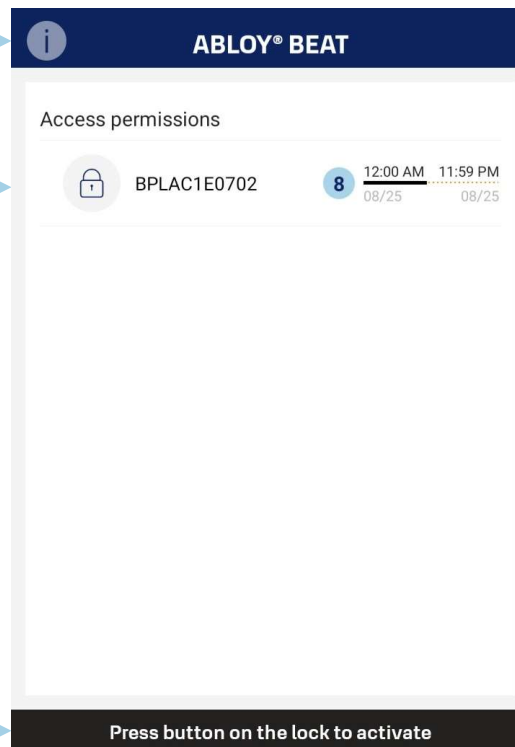 i
ABLOY® BEAT
Access permissions
BPLAC1E0702
8
12:00 AM 11:59 PM
08/25 08/25
Press button on the lock to activate